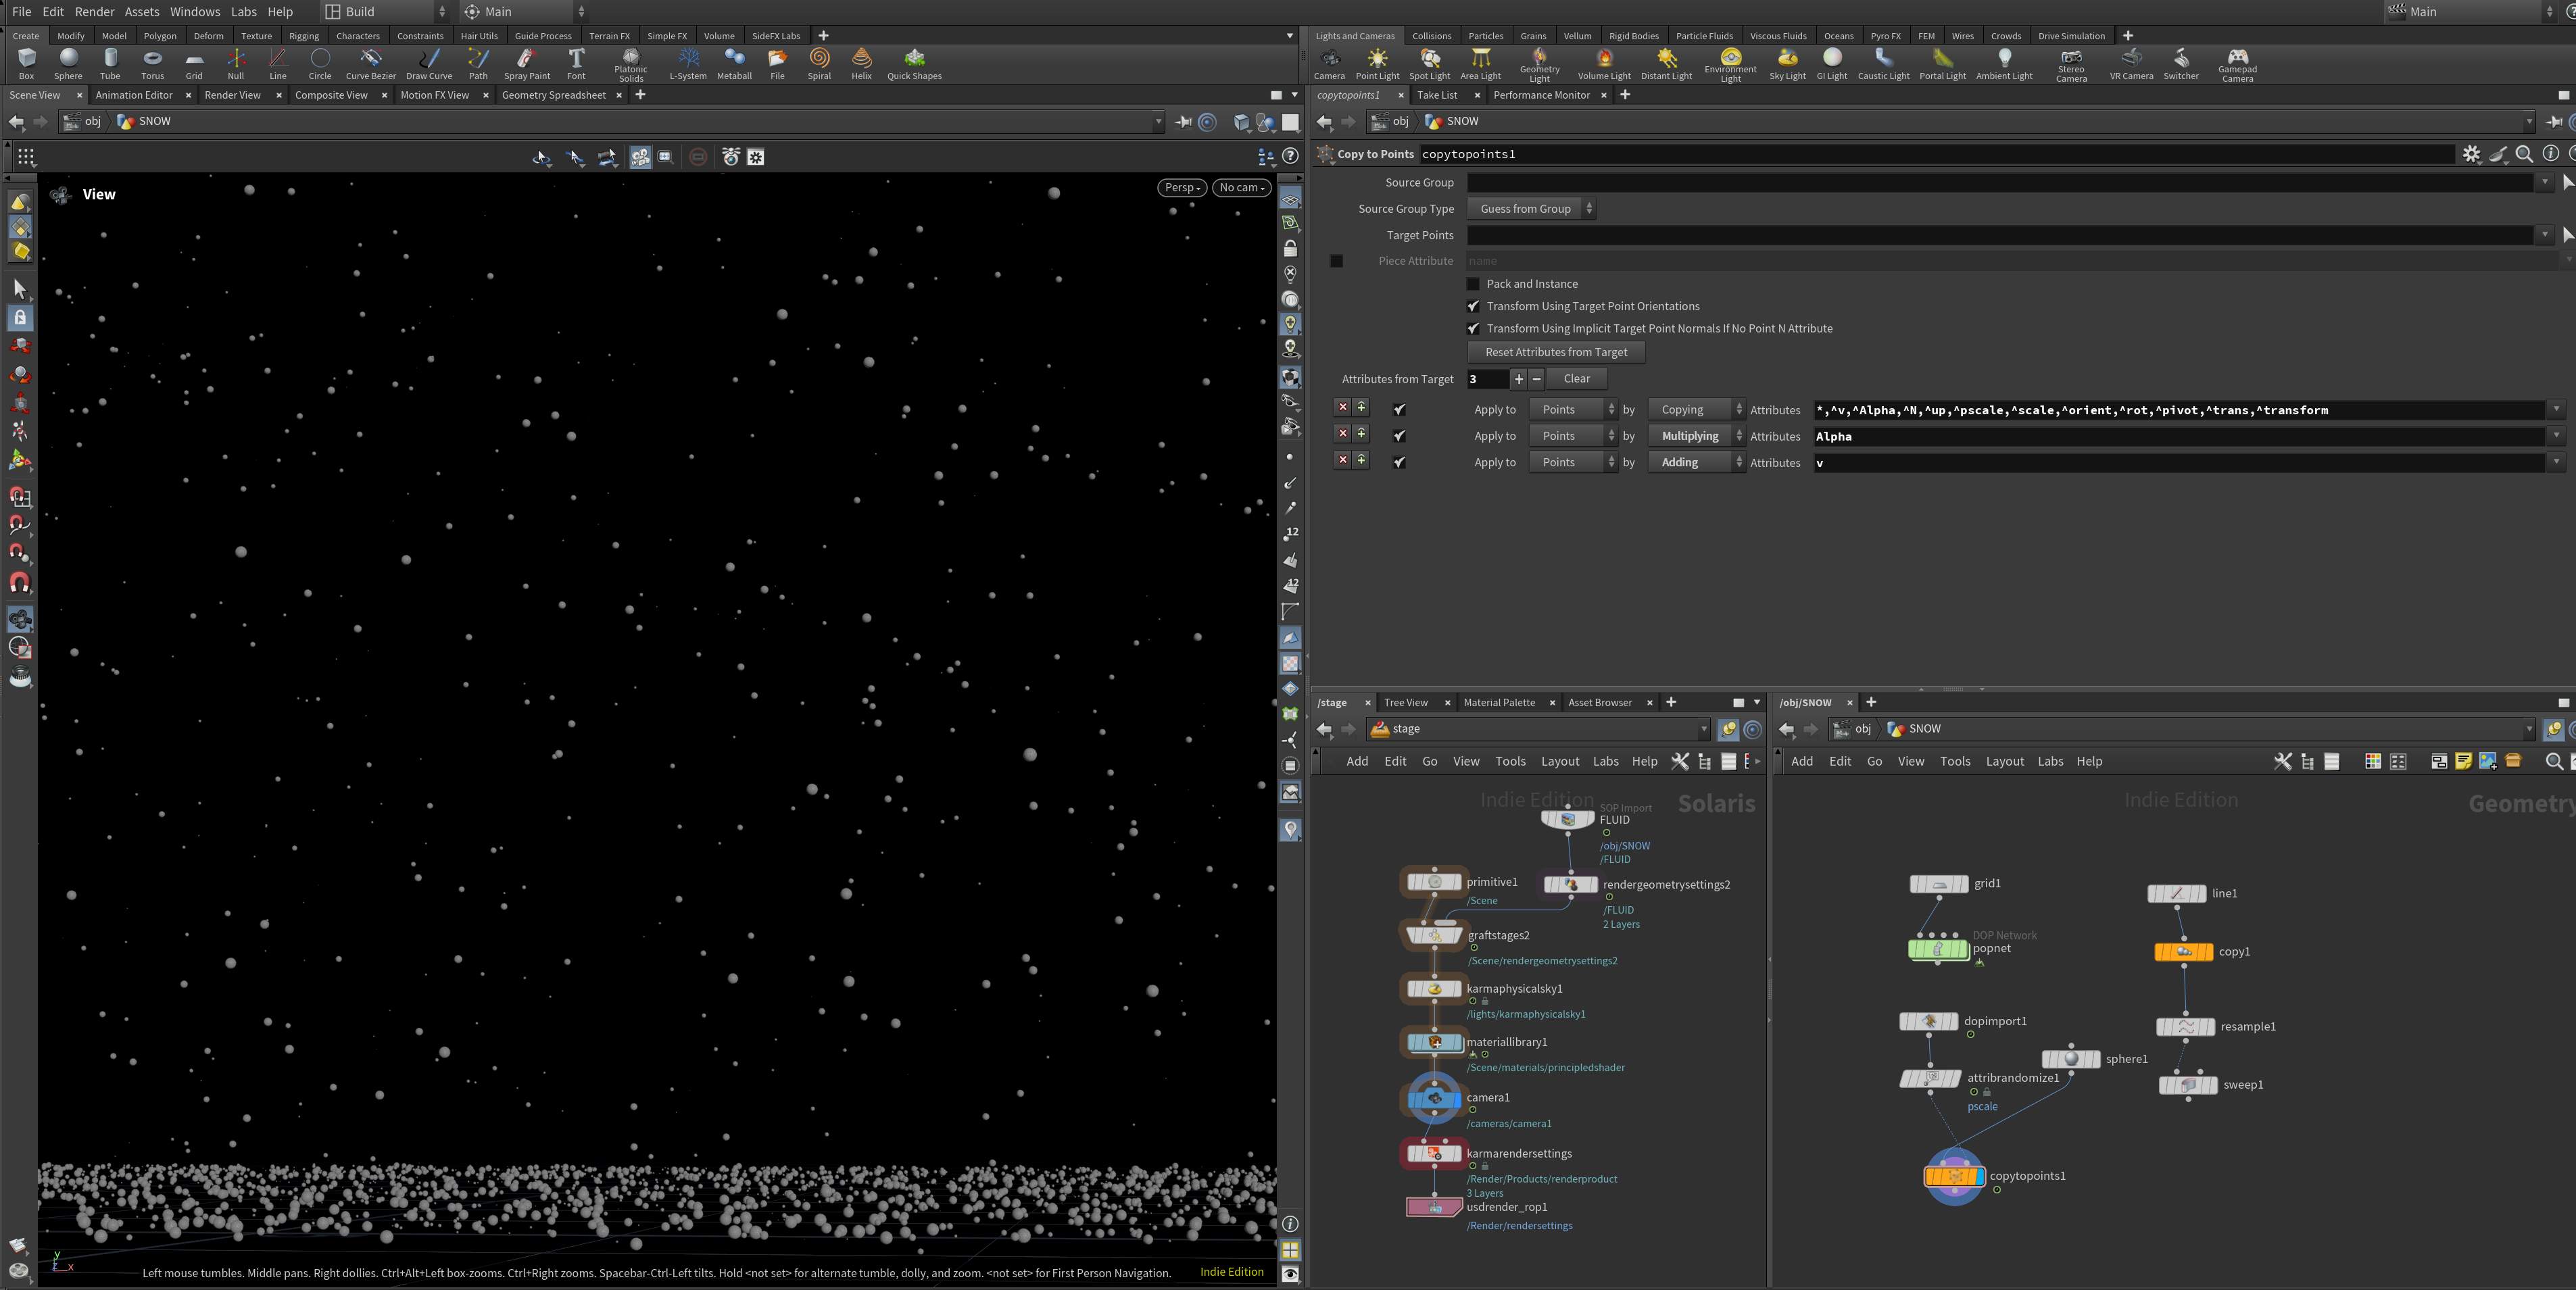 File Edit Render Assets Windows Labs Help Build Main Main
Create Modify Model Polygon Deform Texture Rigging Characters Constraints Hair Utils Guide Process Terrain FX Simple FX Volume SideFX Labs
Lights and Cameras Collisions Particles Grains Vellum Rigid Bodies Particle Fluids Viscous Fluids Oceans Pyro FX FEM Wires Crowds Drive Simulation
Box Sphere Tube Torus Grid Null Line Circle Curve Bezier Draw Curve Path Spray Paint Font Platonic Solids L-System Metaball File Spiral Helix Quick Shapes
Camera Point Light Spot Light Area Light Geometry Light Volume Light Distant Light Environment Light Sky Light GI Light Caustic Light Portal Light Ambient Light Stereo Camera VR Camera Switcher Gamepad Camera
Scene View Animation Editor Render View Composite View Motion FX View Geometry Spreadsheet
copytopoints1 Take List Performance Monitor
obj SNOW
obj SNOW
Copy to Points copytopoints1
View
Persp No cam
Source Group
Source Group Type Guess from Group
Target Points
Piece Attribute name
Pack and Instance
Transform Using Target Point Orientations
Transform Using Implicit Target Point Normals If No Point N Attribute
Reset Attributes from Target
Attributes from Target 3 Clear
Apply to Points by Copying Attributes *,^v,^Alpha,^N,^up,^pscale,^scale,^orient,^rot,^pivot,^trans,^transform
Apply to Points by Multiplying Attributes Alpha
Apply to Points by Adding Attributes v
12
12
/stage Tree View Material Palette Asset Browser
stage
Add Edit Go View Tools Layout Labs Help
Indie Edition Solaris
SOP Import
FLUID
/obj/SNOW
/FLUID
primitive1
/Scene
rendergeometrysettings2
/FLUID
2 Layers
graftstages2
/Scene/rendergeometrysettings2
karmaphysicalsky1
/lights/karmaphysicalsky1
materiallibrary1
/Scene/materials/principledshader
camera1
/cameras/camera1
karmarendersettings
/Render/Products/renderproduct
3 Layers
usdrender_rop1
/Render/rendersettings
/obj/SNOW
obj SNOW
Add Edit Go View Tools Layout Labs Help
Indie Edition Geometry
grid1
line1
DOP Network
popnet
copy1
dopimport1
resample1
sphere1
attribrandomize1
pscale
sweep1
copytopoints1
y
z x
Left mouse tumbles. Middle pans. Right dollies. Ctrl+Alt+Left box-zooms. Ctrl+Right zooms. Spacebar-Ctrl-Left tilts. Hold <not set> for alternate tumble, dolly, and zoom. <not set> for First Person Navigation.
Indie Edition